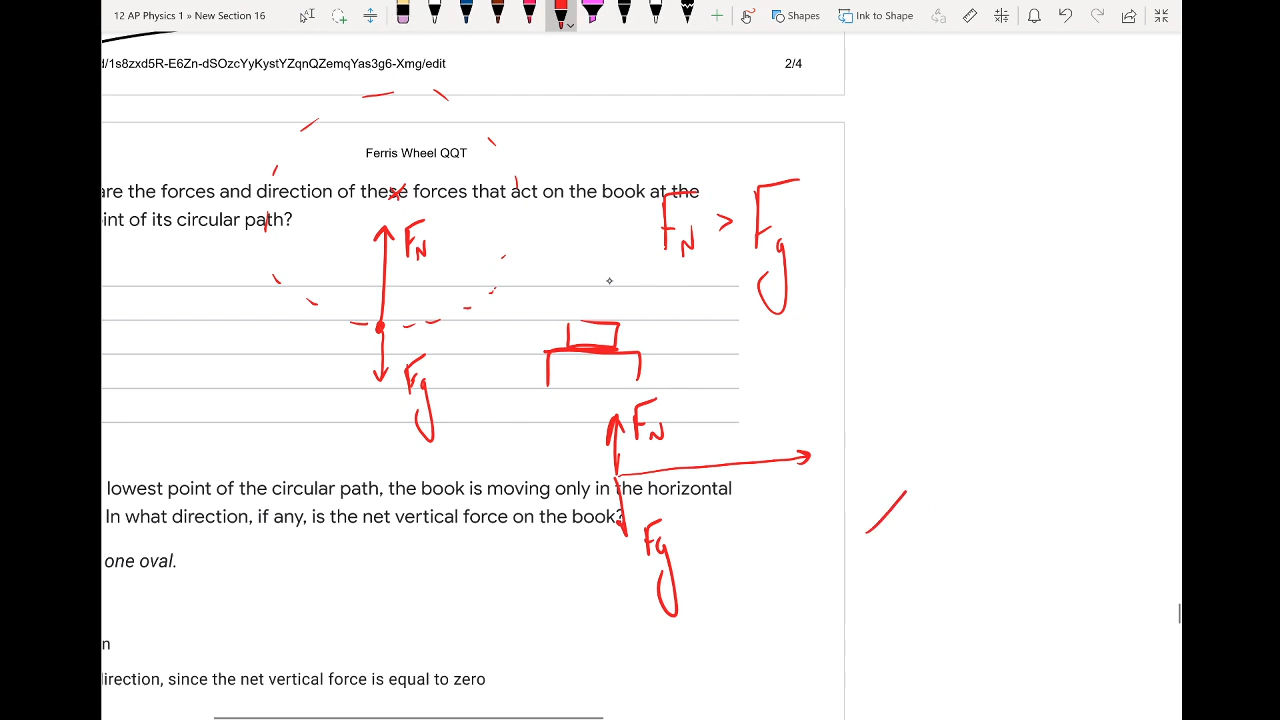 12 AP Physics 1 » New Section 16
Shapes
Ink to Shape
d/1s8zxd5R-E6Zn-dSOzcYyKystYZqnQZemqYas3g6-Xmg/edit
2/4
Ferris Wheel QQT
are the forces and direction of these forces that act on the book at the
int of its circular path?
FN
FN > Fg
Fg
FN
lowest point of the circular path, the book is moving only in the horizontal
In what direction, if any, is the net vertical force on the book?
Fg
one oval.
n
irection, since the net vertical force is equal to zero